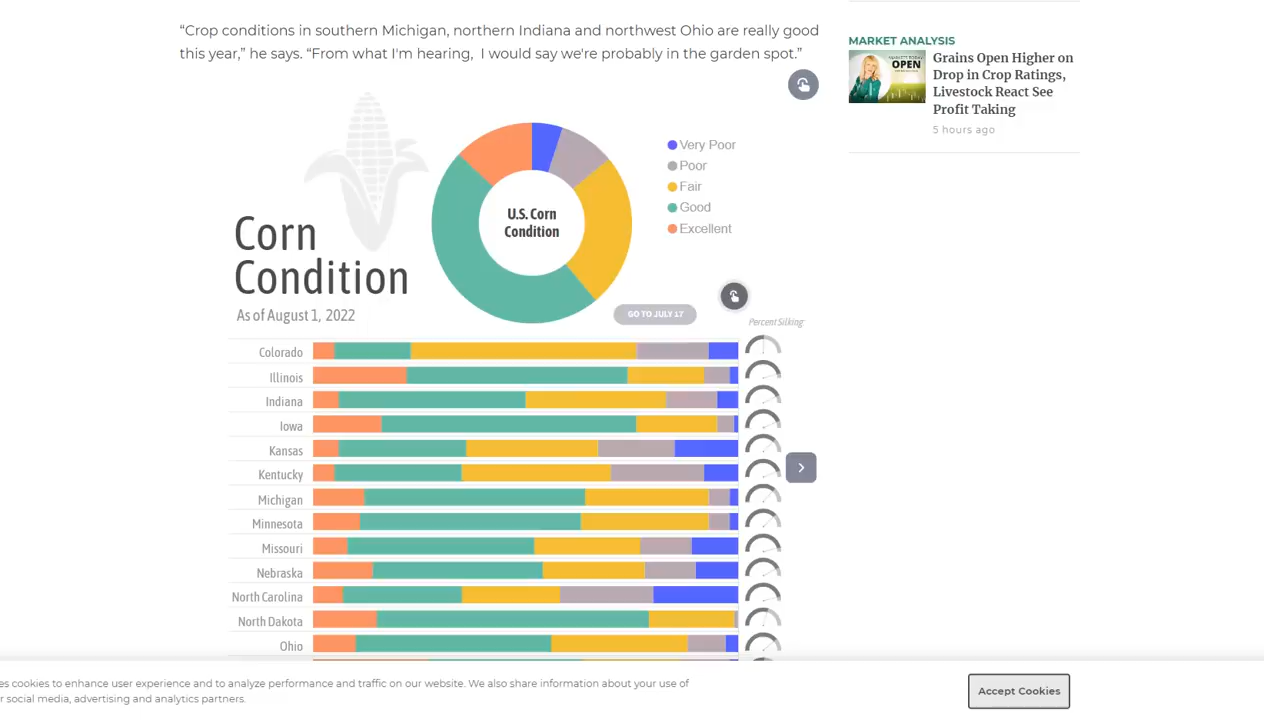 “Crop conditions in southern Michigan, northern Indiana and northwest Ohio are really good
this year,” he says. “From what I'm hearing,  I would say we're probably in the garden spot.”
MARKET ANALYSIS
OPEN
Grains Open Higher on
Drop in Crop Ratings,
Livestock React See
Profit Taking
5 hours ago
Very Poor
Poor
Fair
Good
Excellent
U.S. Corn
Condition
Corn
Condition
As of August 1, 2022
GO TO JULY 17
Percent Silking
Colorado
Illinois
Indiana
Iowa
Kansas
Kentucky
Michigan
Minnesota
Missouri
Nebraska
North Carolina
North Dakota
Ohio
es cookies to enhance user experience and to analyze performance and traffic on our website. We also share information about your use of
r social media, advertising and analytics partners.
Accept Cookies